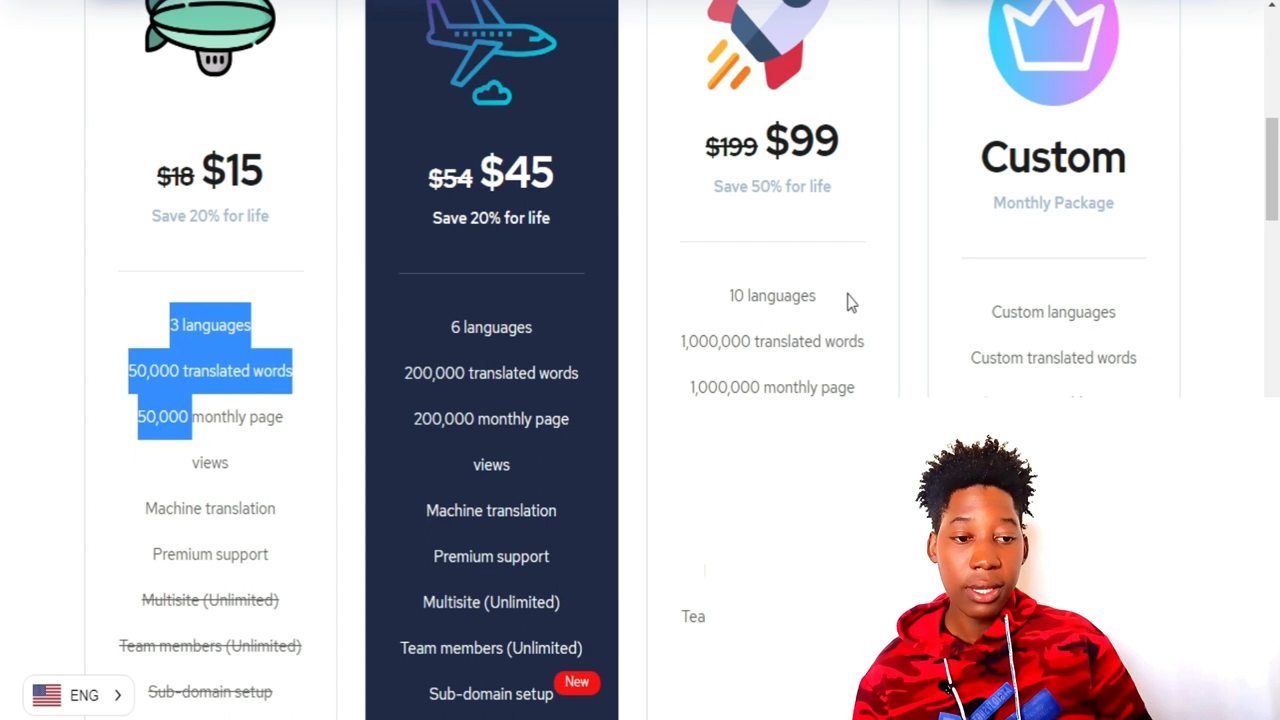 $18 $15
Save 20% for life
3 languages
50,000 translated words
50,000 monthly page
views
Machine translation
Premium support
Multisite (Unlimited)
Team members (Unlimited)
Sub-domain setup
$54 $45
Save 20% for life
6 languages
200,000 translated words
200,000 monthly page
views
Machine translation
Premium support
Multisite (Unlimited)
Team members (Unlimited)
Sub-domain setup
New
$199 $99
Save 50% for life
10 languages
1,000,000 translated words
1,000,000 monthly page
Tea
Custom
Monthly Package
Custom languages
Custom translated words
ENG